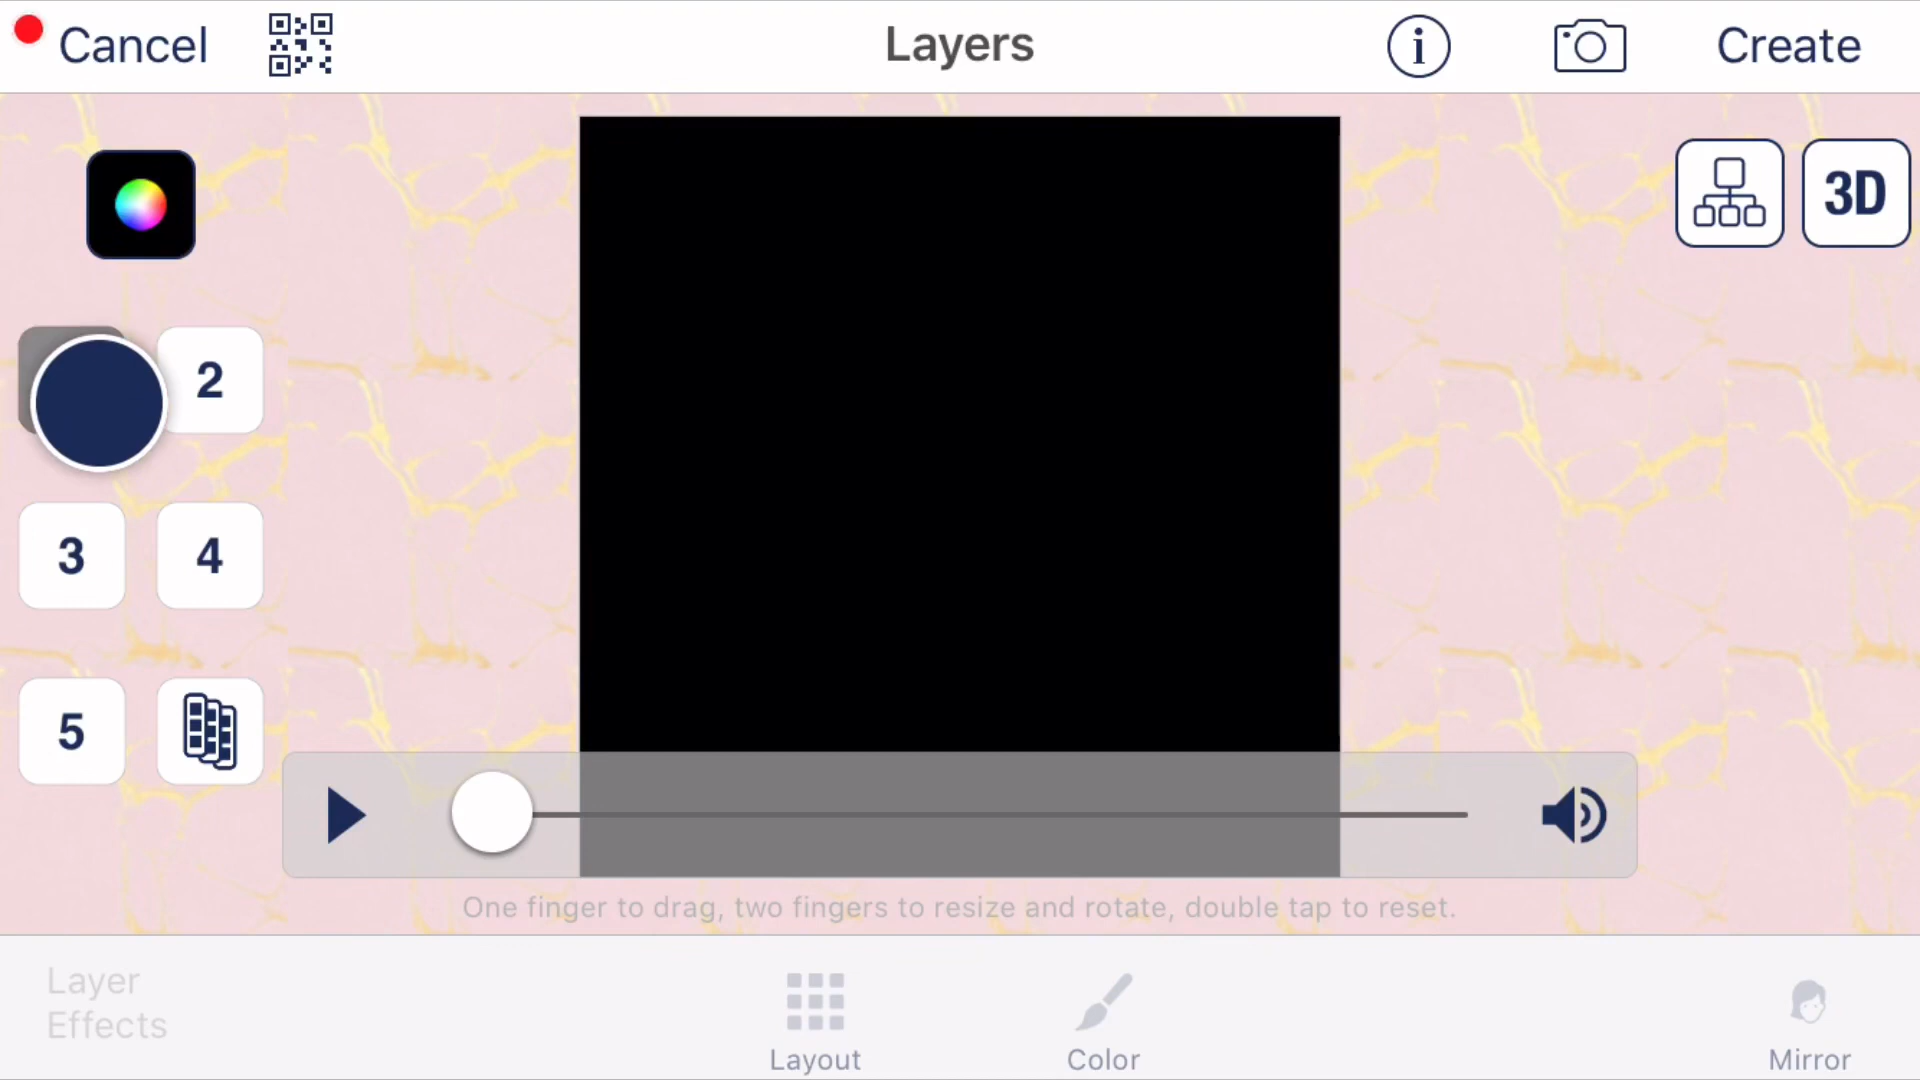 Cancel
Layers
i
Create
3D
2
3
4
5
One finger to drag, two fingers to resize and rotate, double tap to reset.
Layer
Effects
Layout
Color
Mirror